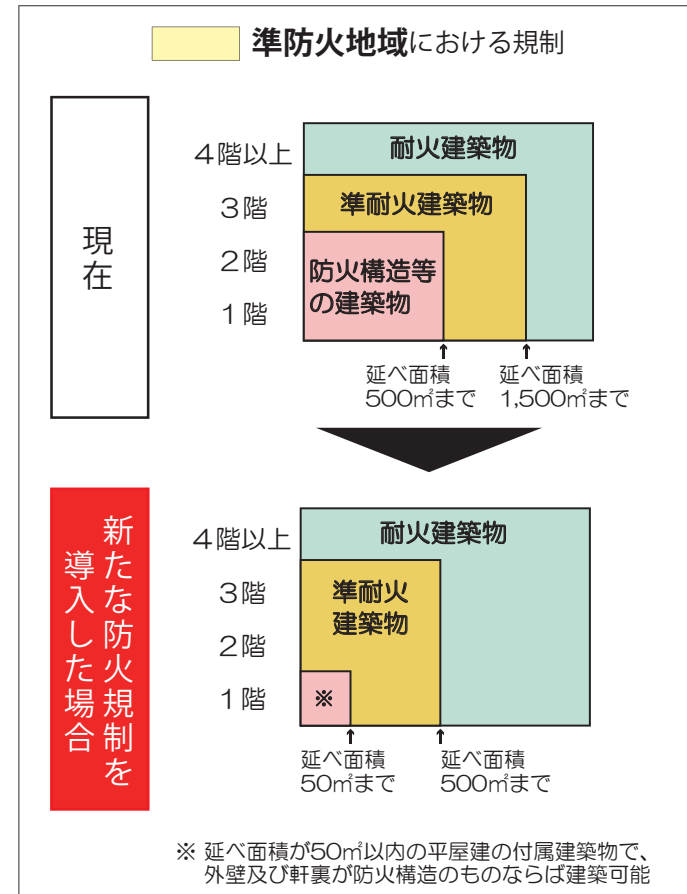 準防火地域における規制
現在
4階以上
3階
2階
1階
耐火建築物
準耐火建築物
防火構造等
の建築物
↑
延べ面積
500㎡まで
↑
延べ面積
1,500㎡まで
新たな防火規制を
導入した場合
4階以上
3階
2階
1階
耐火建築物
準耐火
建築物
※
↑
延べ面積
50㎡まで
↑
延べ面積
500㎡まで
※ 延べ面積が50㎡以内の平屋建の付属建築物で、
外壁及び軒裏が防火構造のものならば建築可能